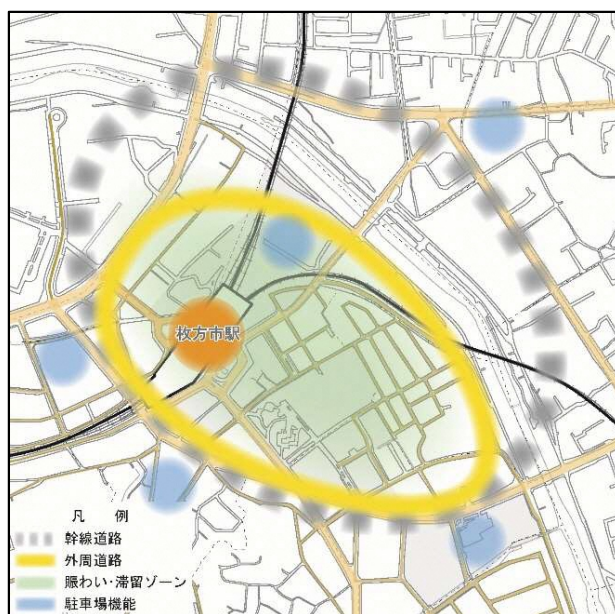 枚方市駅
凡 例
幹線道路
外周道路
賑わい・滞留ゾーン
駐車場機能